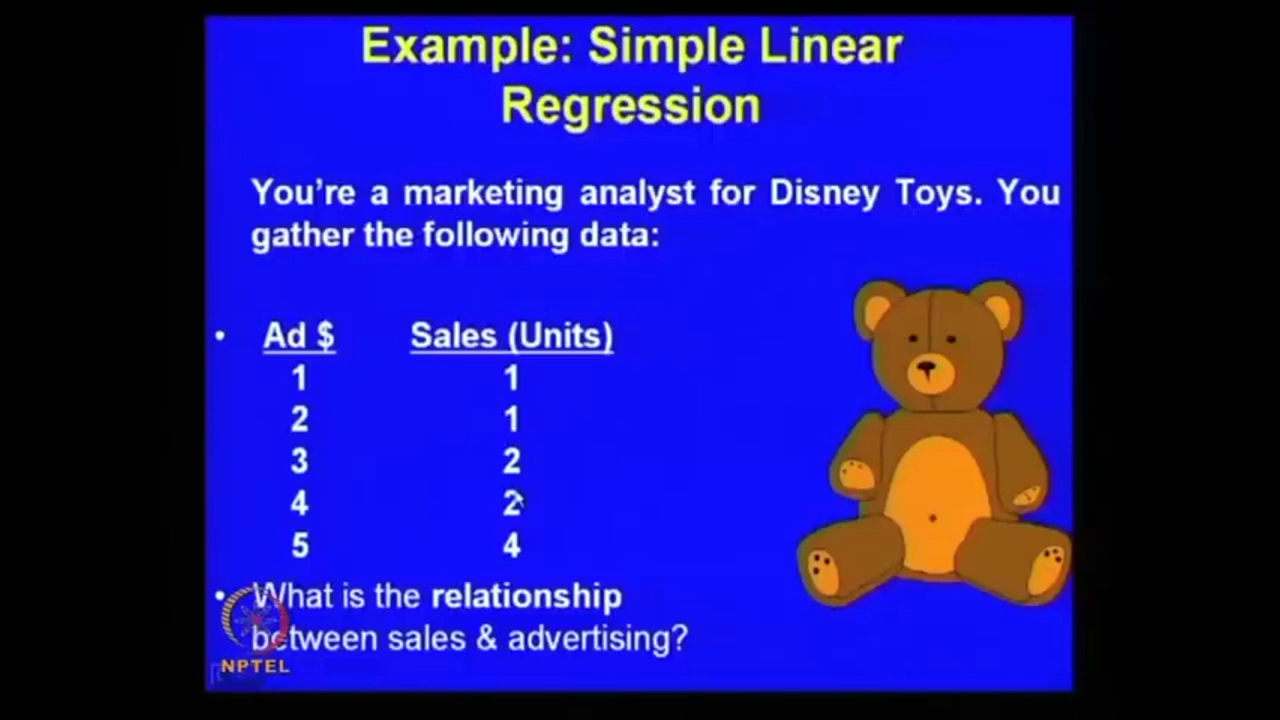 Example: Simple Linear
Regression
You're a marketing analyst for Disney Toys. You
gather the following data:
• Ad $ Sales (Units)
1 1
2 1
3 2
4 2
5 4
• What is the relationship
between sales & advertising?
NPTEL